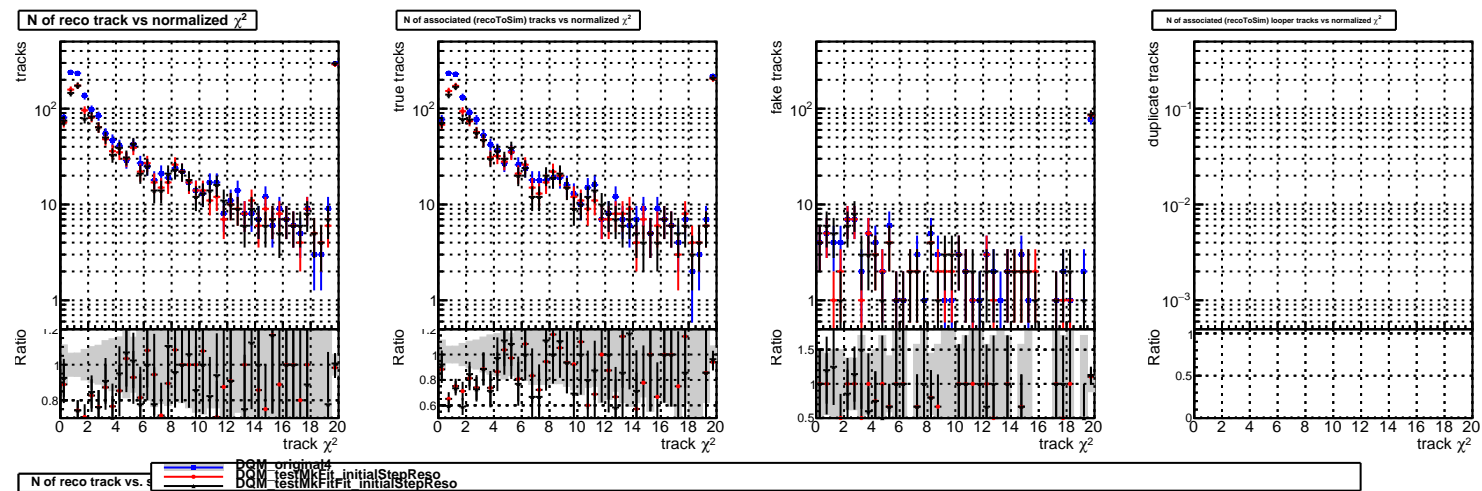 N of reco track vs normalized χ²
N of associated (recoToSim) tracks vs normalized χ²
N of associated (recoToSim) looper tracks vs normalized χ²
tracks
10²
10
1
Ratio
1.2
1
0.8
0 2 4 6 8 10 12 14 16 18 20
track χ²
true tracks
10²
10
1
Ratio
1.2
1
0.8
0.6
0 2 4 6 8 10 12 14 16 18 20
track χ²
fake tracks
10²
10
1
Ratio
1.5
1
0.5
0 2 4 6 8 10 12 14 16 18 20
track χ²
duplicate tracks
10⁻¹
10⁻²
10⁻³
Ratio
1
0.5
0
0 2 4 6 8 10 12 14 16 18 20
track χ²
N of reco track vs. s
DQM_original4
DQM_testMkFit_initialStepReso
DQM_testMkFitFit_initialStepReso